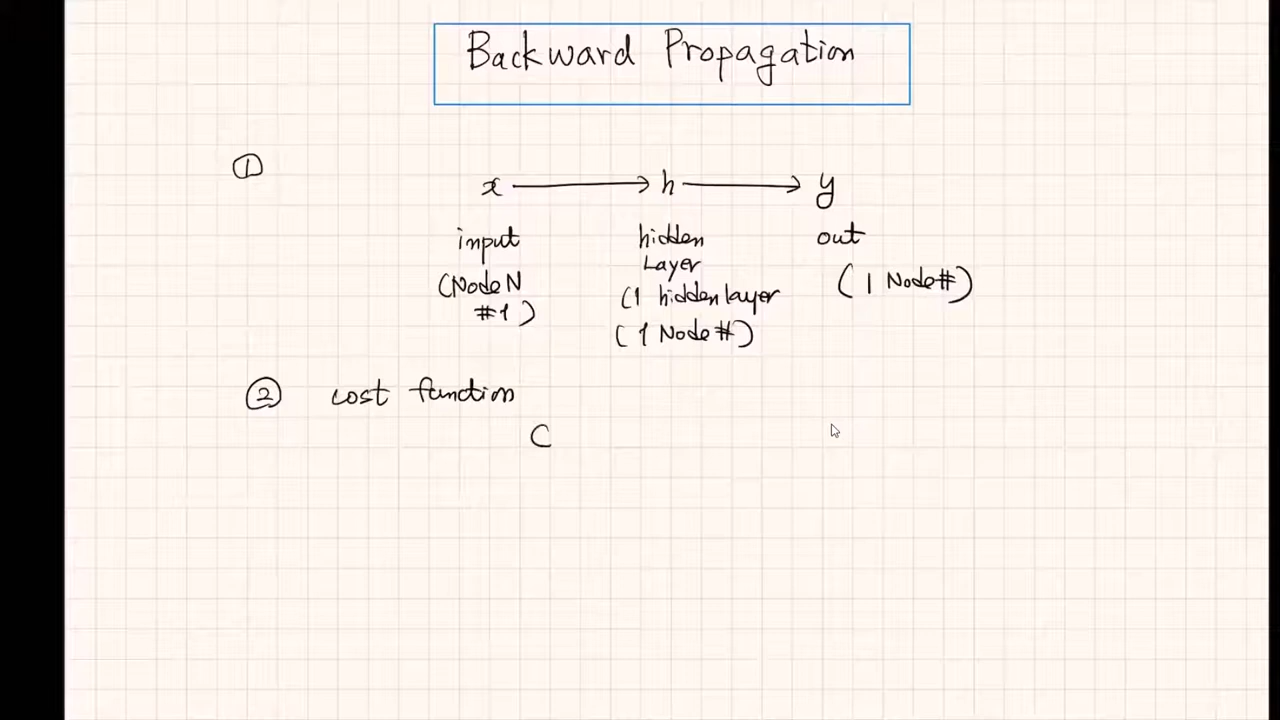 Backward Propagation
①
x → h → y
input hidden out
Layer
(Node N (1 hidden layer (1 Node#)
#1) (1 Node#)
② cost function
C